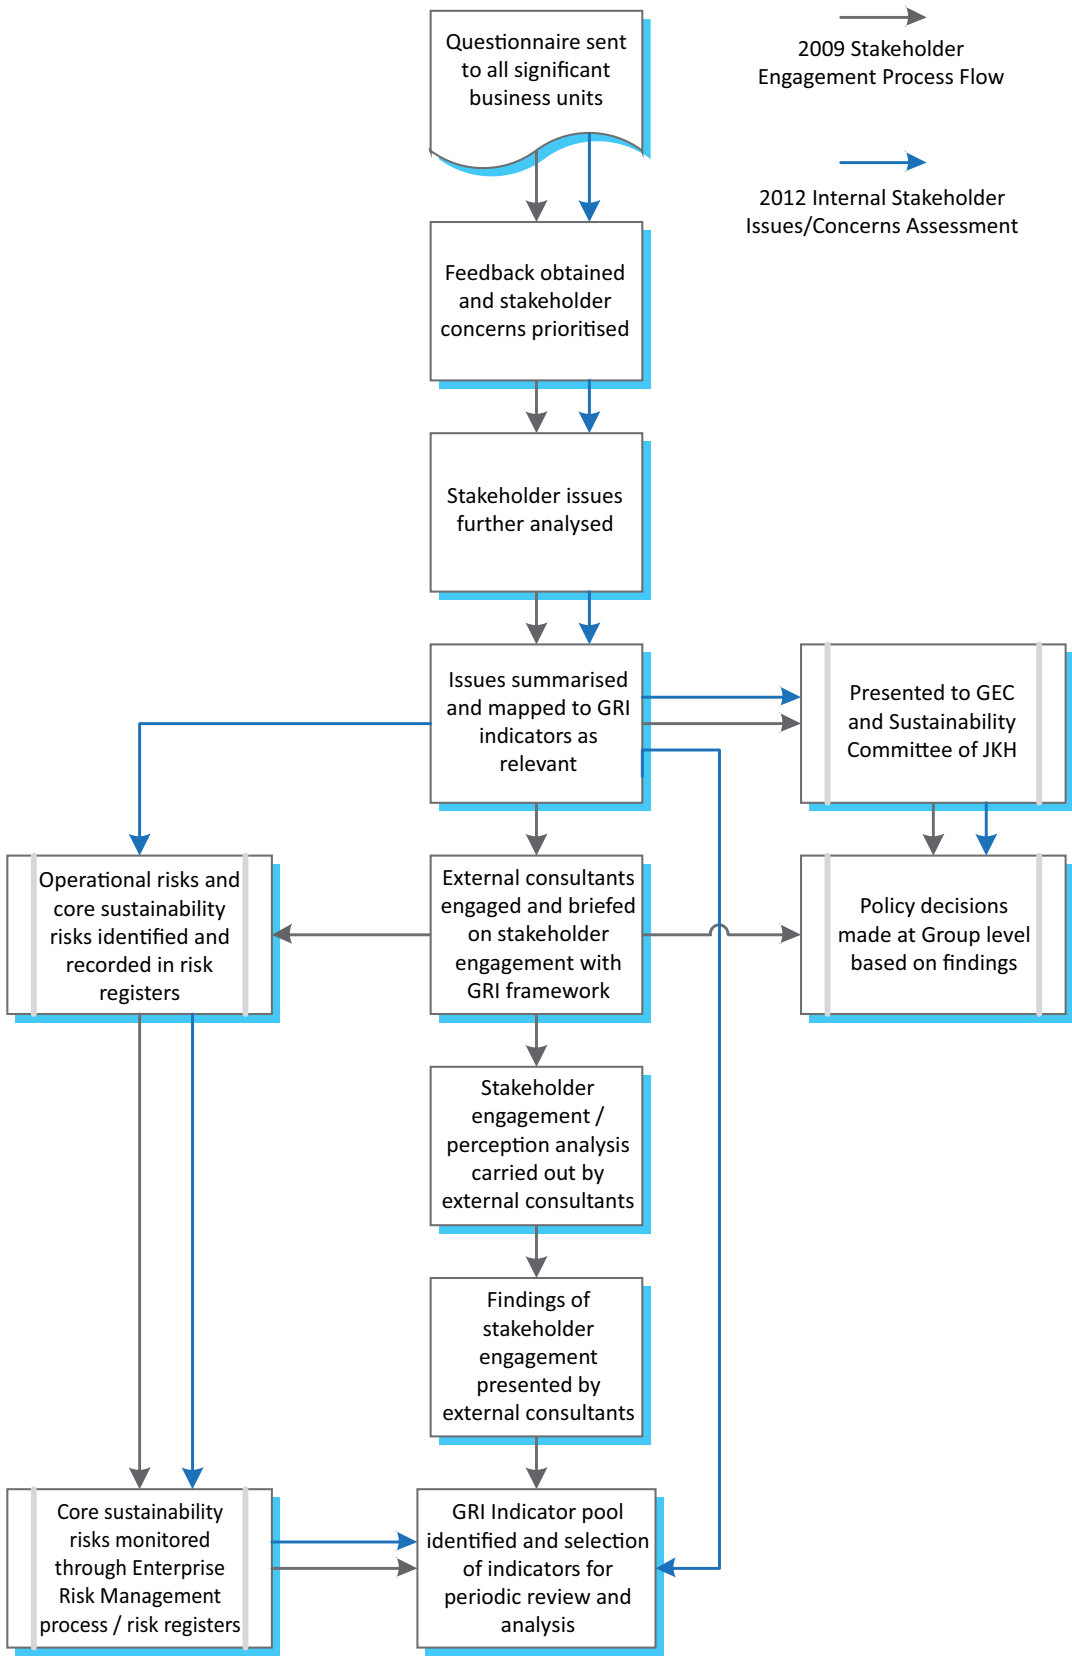 Questionnaire sent
to all significant
business units
2009 Stakeholder
Engagement Process Flow
2012 Internal Stakeholder
Issues/Concerns Assessment
Feedback obtained
and stakeholder
concerns prioritised
Stakeholder issues
further analysed
Issues summarised
and mapped to GRI
indicators as
relevant
Presented to GEC
and Sustainability
Committee of JKH
Operational risks and
core sustainability
risks identified and
recorded in risk
registers
External consultants
engaged and briefed
on stakeholder
engagement with
GRI framework
Policy decisions
made at Group level
based on findings
Stakeholder
engagement /
perception analysis
carried out by
external consultants
Findings of
stakeholder
engagement
presented by
external consultants
Core sustainability
risks monitored
through Enterprise
Risk Management
process / risk registers
GRI Indicator pool
identified and selection
of indicators for
periodic review and
analysis